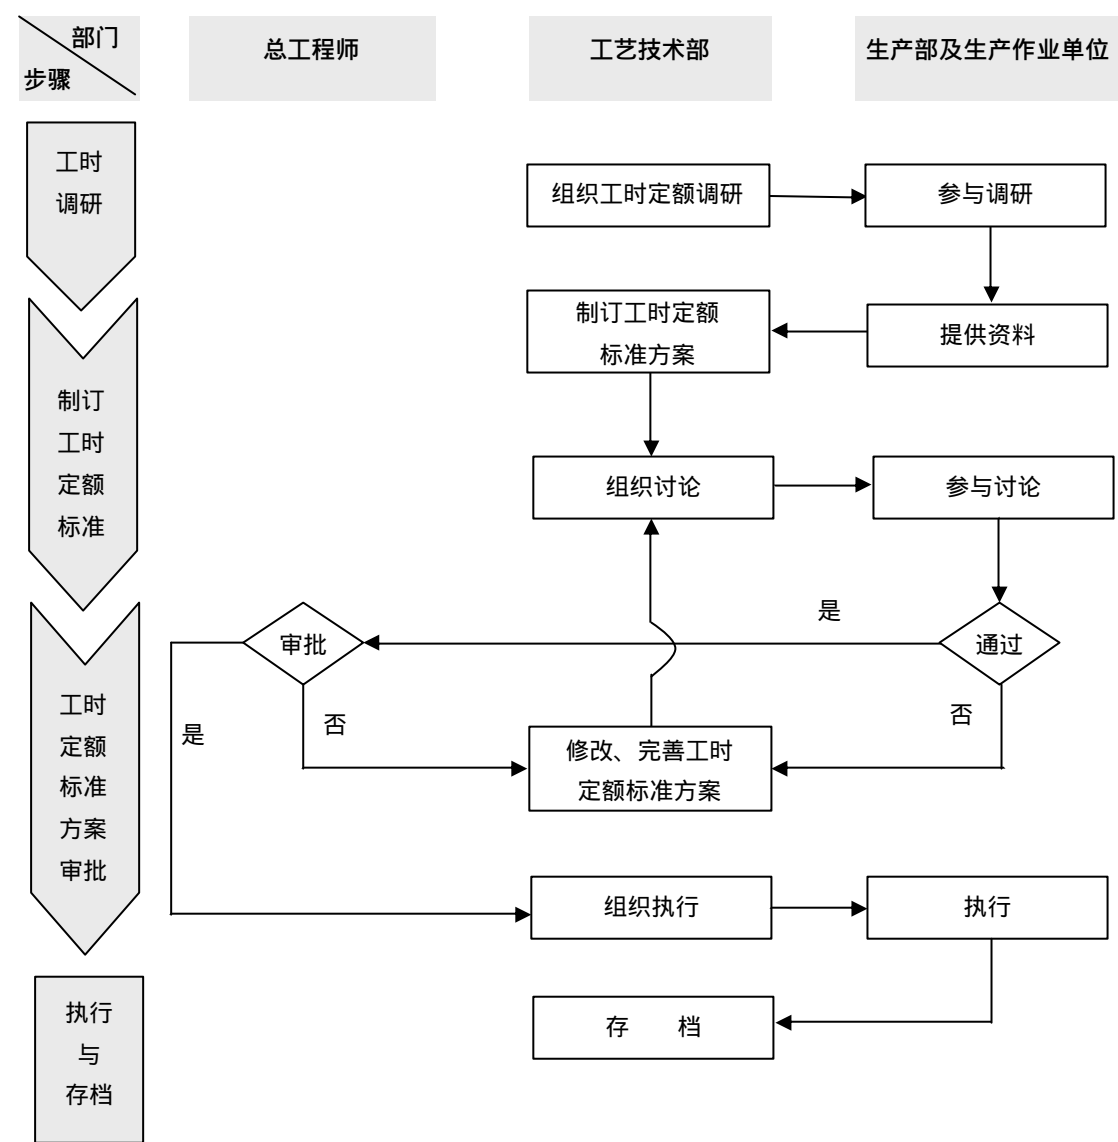 部门
步骤
总工程师
工艺技术部
生产部及生产作业单位
工时
调研
组织工时定额调研
参与调研
制订工时定额
标准方案
提供资料
制订
工时
定额
标准
组织讨论
参与讨论
是
审批
通过
工时
定额
标准
方案
审批
是
否
否
修改、完善工时
定额标准方案
组织执行
执行
执行
与
存档
存 档